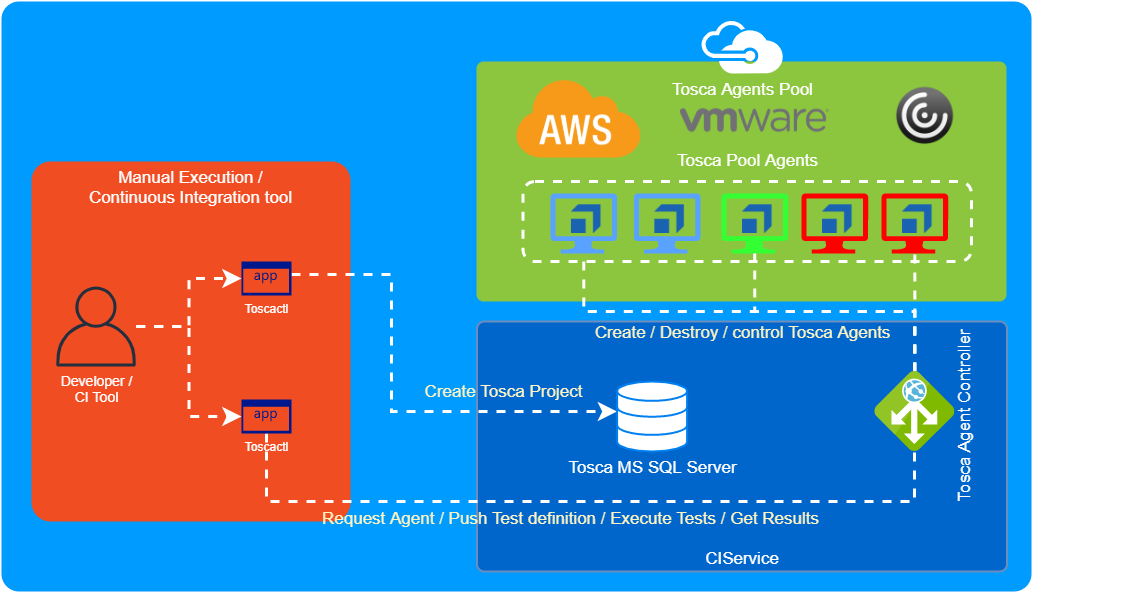 Tosca Agents Pool
AWS
vmware
Tosca Pool Agents
Manual Execution /
Continuous Integration tool
app
Toscactl
Developer /
CI Tool
app
Toscactl
Create / Destroy / control Tosca Agents
Create Tosca Project
Tosca MS SQL Server
Tosca Agent Controller
Request Agent / Push Test definition / Execute Tests / Get Results
CIService